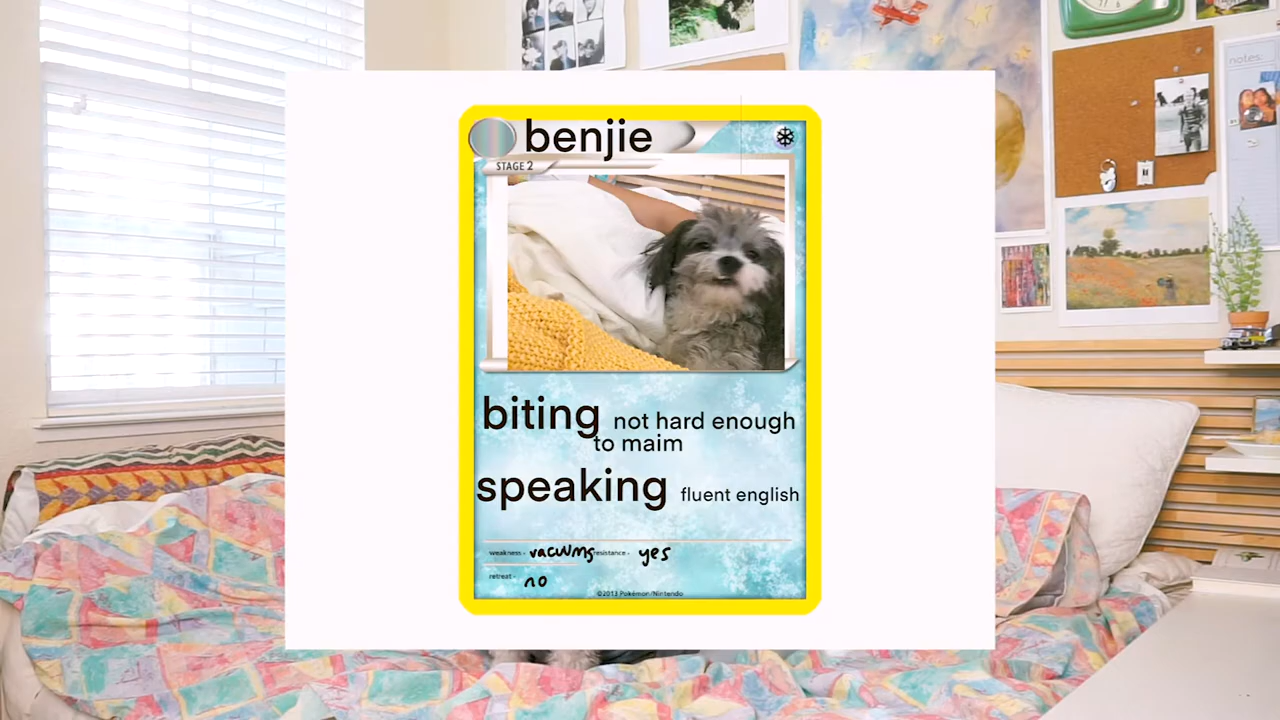 benjie
STAGE 2
biting not hard enough
to maim
speaking fluent english
weakness - vacuums resistance - yes
retreat - no
©2013 Pokémon/Nintendo
notes: